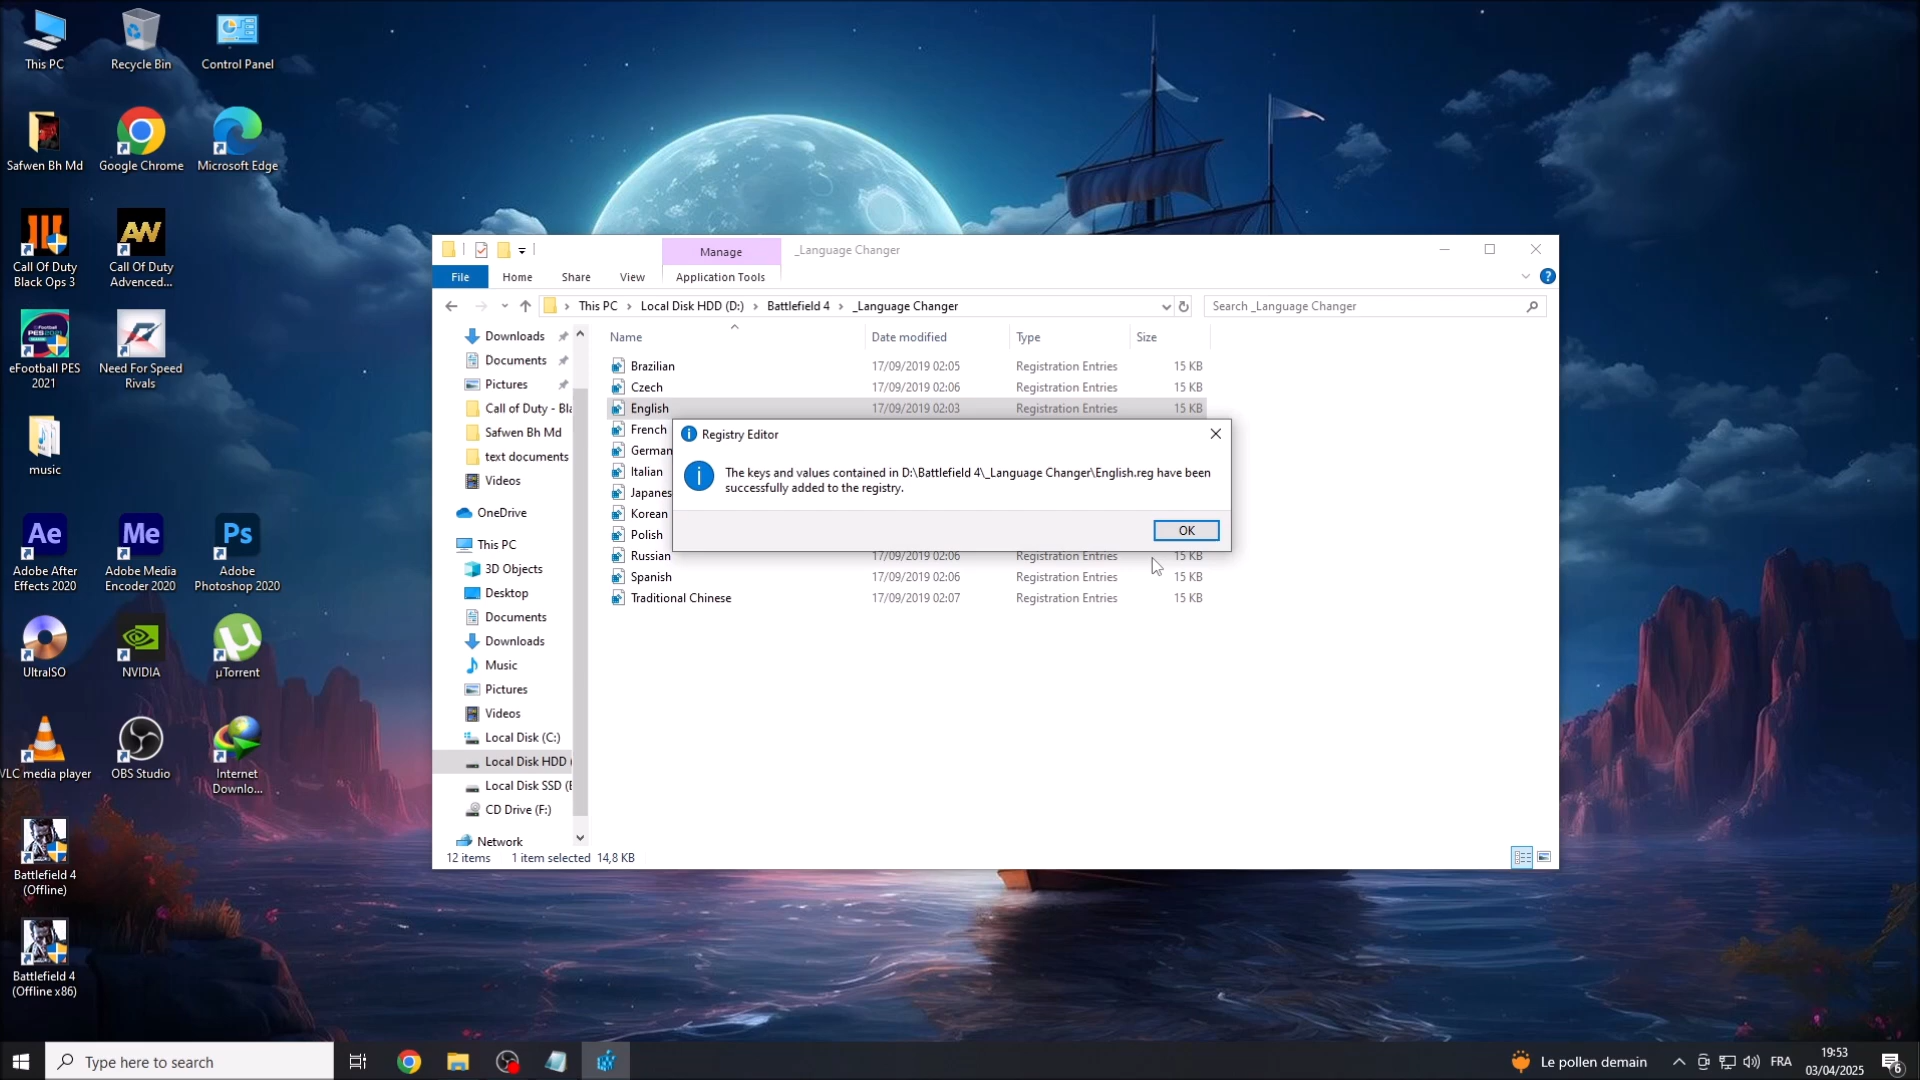 This PC
Recycle Bin
Control Panel
Safwen Bh Md
Google Chrome
Microsoft Edge
Call Of Duty
Black Ops 3
AW
Call Of Duty
Advanced...
eFootball PES
2021
Need For Speed
Rivals
music
Ae
Adobe After
Effects 2020
Me
Adobe Media
Encoder 2020
Ps
Adobe
Photoshop 2020
UltraISO
NVIDIA
µTorrent
VLC media player
OBS Studio
Internet
Downlo...
Battlefield 4
(Offline)
Battlefield 4
(Offline x86)
Manage
_Language Changer
File
Home
Share
View
Application Tools
This PC
Local Disk HDD (D:)
Battlefield 4
_Language Changer
Search _Language Changer
Downloads
Documents
Pictures
Call of Duty - Bla
Safwen Bh Md
text documents
Videos
OneDrive
This PC
3D Objects
Desktop
Documents
Downloads
Music
Pictures
Videos
Local Disk (C:)
Local Disk HDD (
Local Disk SSD (E
CD Drive (F:)
Network
Name Date modified Type Size
Brazilian 17/09/2019 02:05 Registration Entries 15 KB
Czech 17/09/2019 02:06 Registration Entries 15 KB
English 17/09/2019 02:03 Registration Entries 15 KB
French
German
Italian
Japanes
Korean
Polish
Russian 17/09/2019 02:06 Registration Entries 15 KB
Spanish 17/09/2019 02:06 Registration Entries 15 KB
Traditional Chinese 17/09/2019 02:07 Registration Entries 15 KB
Registry Editor
The keys and values contained in D:\Battlefield 4\_Language Changer\English.reg have been
successfully added to the registry.
OK
12 items 1 item selected 14,8 KB
Type here to search
Le pollen demain
FRA
19:53
03/04/2025
6